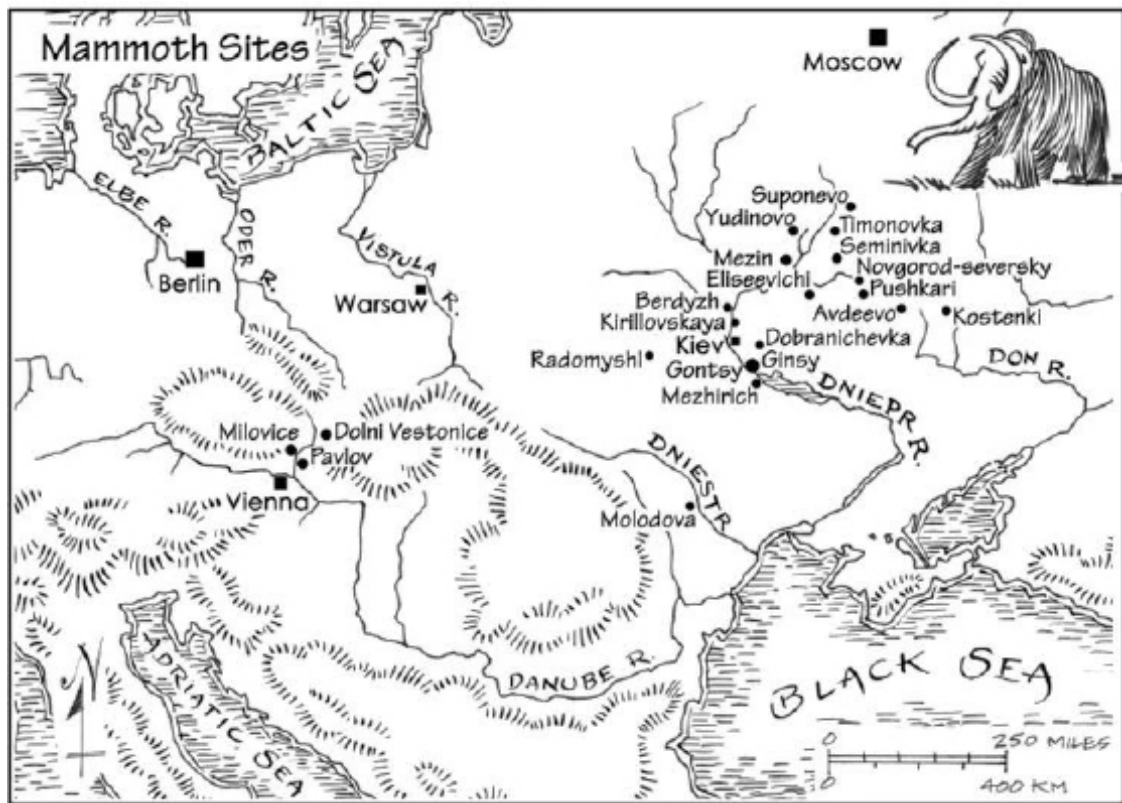 Mammoth Sites
BALTIC SEA
Moscow
ELBE R.
ODER R.
VISTULA R.
Berlin
Warsaw
Suponevo
Yudinovo
Timonovka
Seminivka
Mezin
Novgorod-seversky
Eliseevichi
Pushkari
Berdyzh
Avdeevo
Kostenki
Kirillovskaya
Dobranichevka
Kiev
Radomyshl
Ginsy
Gontsy
DON R.
Mezhirich
DNIEPR R.
Milovice
Dolni Vestonice
Pavlov
Vienna
DNIESTR
Molodova
ADRIATIC SEA
DANUBE R.
BLACK SEA
N
0 250 MILES
0 400 KM